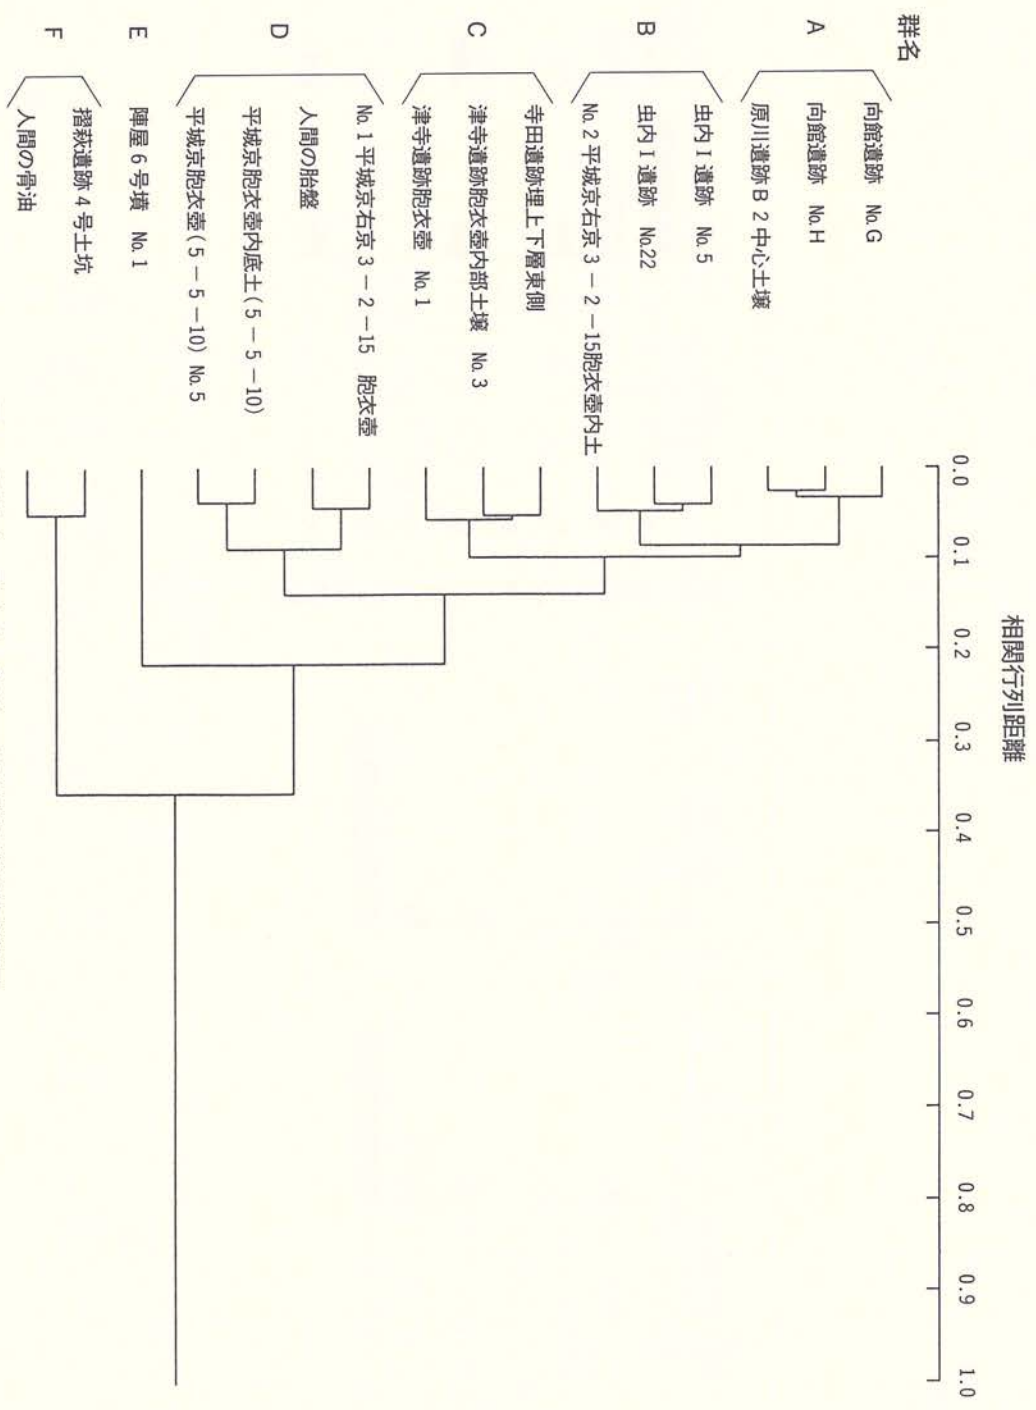 相関行列距離
0.0 0.1 0.2 0.3 0.4 0.5 0.6 0.7 0.8 0.9 1.0
群名
A
向館遺跡 No.G
向館遺跡 No.H
原川遺跡B2中心土壌
B
虫内Ⅰ遺跡 No.5
虫内Ⅰ遺跡 No.22
No.2平城京右京3－2－15胞衣壺内土
C
寺田遺跡埋土下層東側
津寺遺跡胞衣壺内部土壌 No.3
津寺遺跡胞衣壺 No.1
D
No.1平城京右京3－2－15 胞衣壺
人間の胎盤
平城京胞衣壺内底土(5－5－10)
平城京胞衣壺(5－5－10) No.5
E
陣屋6号墳 No.1
F
摺萩遺跡4号土坑
人間の骨油